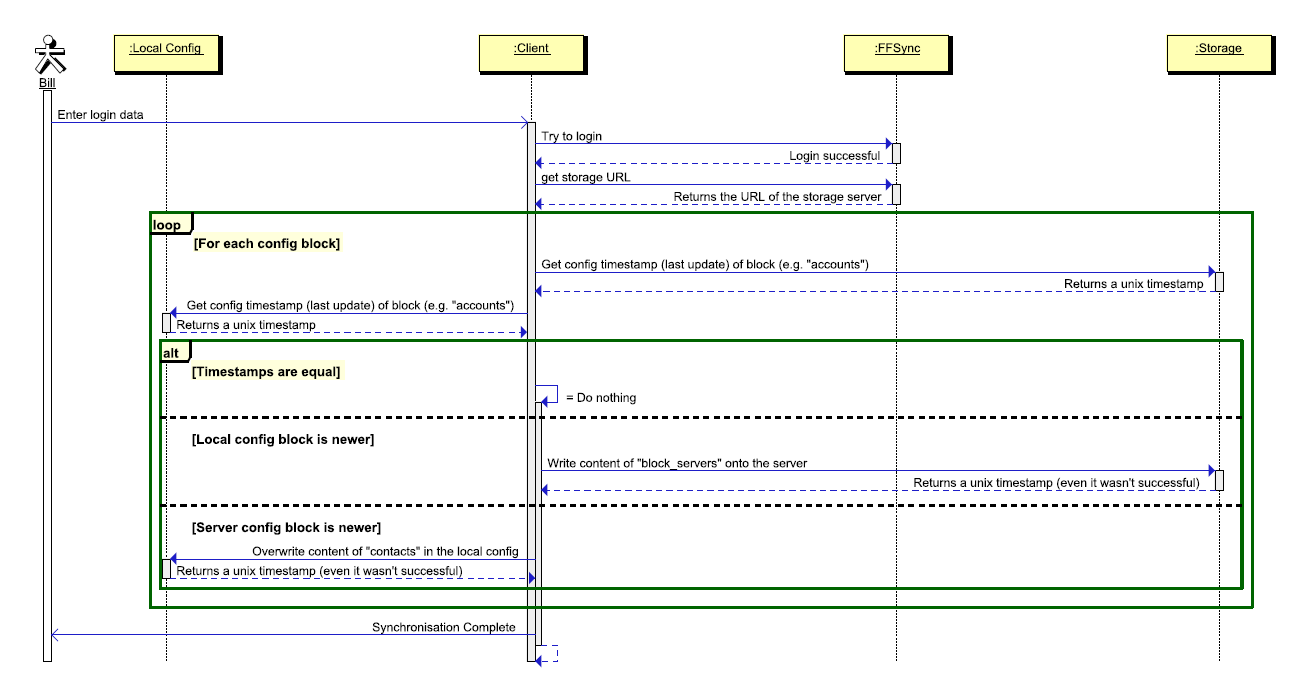 :Local Config
:Client
:FFSync
:Storage
Bill
Enter login data
Try to login
Login successful
get storage URL
Returns the URL of the storage server
loop
[For each config block]
Get config timestamp (last update) of block (e.g. "accounts")
Returns a unix timestamp
Get config timestamp (last update) of block (e.g. "accounts")
Returns a unix timestamp
alt
[Timestamps are equal]
= Do nothing
[Local config block is newer]
Write content of "block_servers" onto the server
Returns a unix timestamp (even it wasn't successful)
[Server config block is newer]
Overwrite content of "contacts" in the local config
Returns a unix timestamp (even it wasn't successful)
Synchronisation Complete